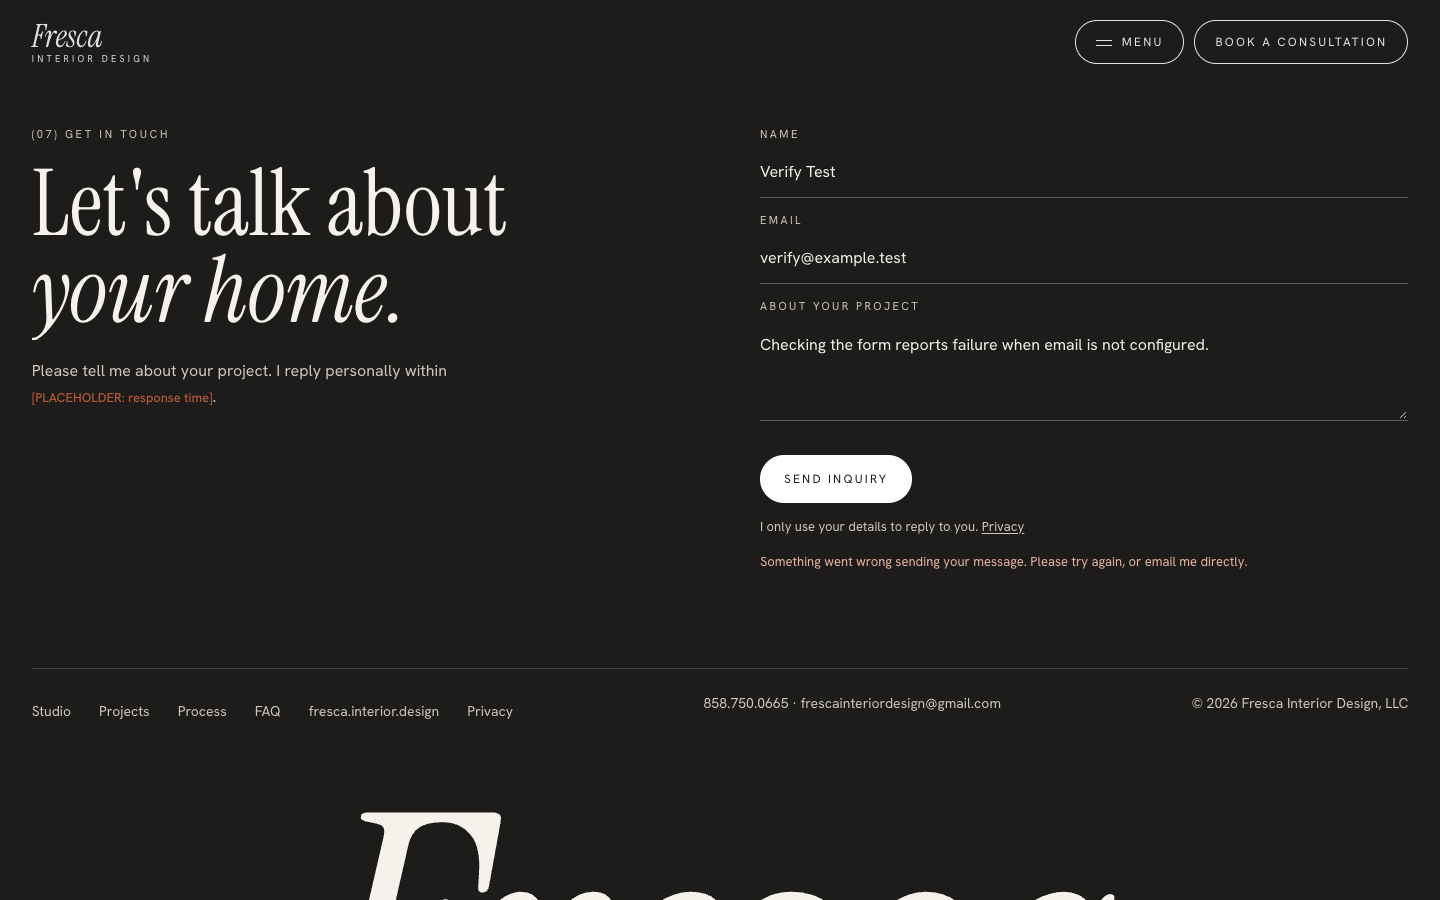 Fresca
INTERIOR DESIGN
MENU
BOOK A CONSULTATION
(07) GET IN TOUCH
Let's talk about
your home.
Please tell me about your project. I reply personally within
[PLACEHOLDER: response time].
NAME
Verify Test
EMAIL
verify@example.test
ABOUT YOUR PROJECT
Checking the form reports failure when email is not configured.
SEND INQUIRY
I only use your details to reply to you. Privacy
Something went wrong sending your message. Please try again, or email me directly.
Studio Projects Process FAQ fresca.interior.design Privacy
858.750.0665 · frescainteriordesign@gmail.com
© 2026 Fresca Interior Design, LLC
Fresca